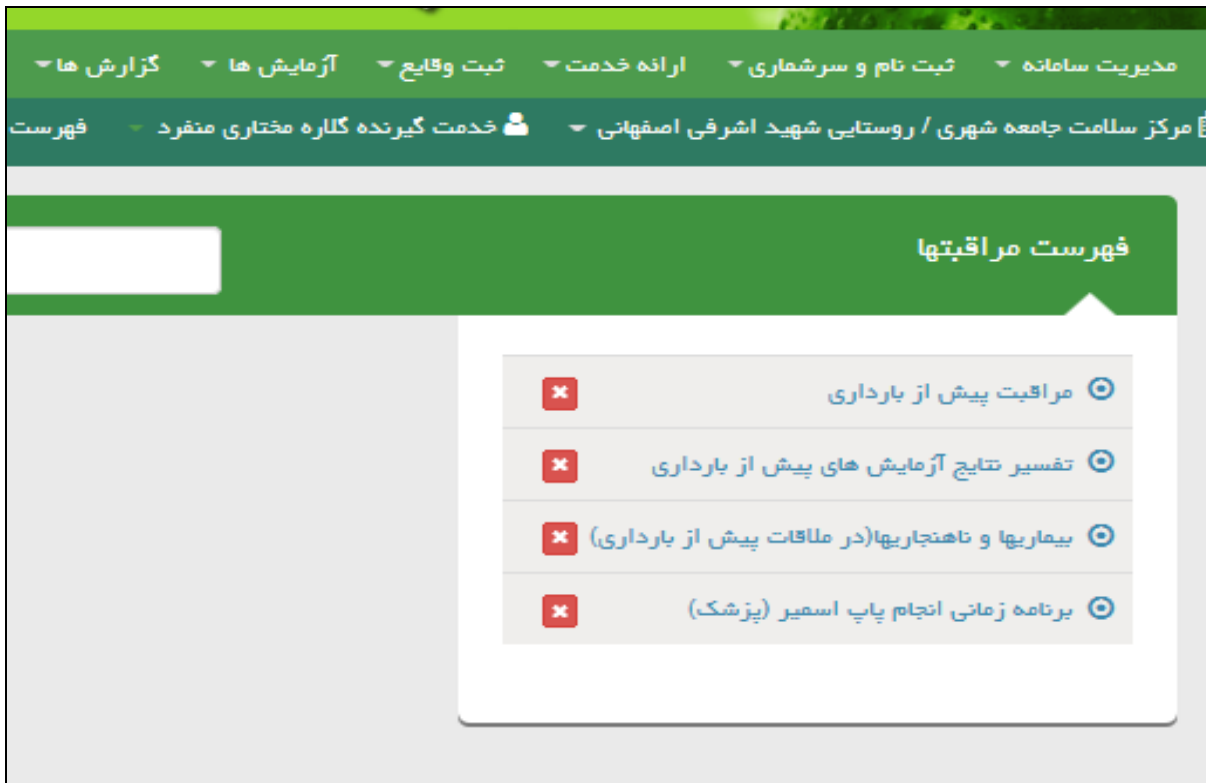 مدیریت سامانه ثبت نام و سرشماری ارائه خدمت ثبت وقایع آزمایش ها گزارش ها
مرکز سلامت جامعه شهری / روستایی شهید اشرفی اصفهانی خدمت گیرنده گلاره مختاری منفرد فهرست
فهرست مراقبتها
مراقبت پیش از بارداری
تفسیر نتایج آزمایش های پیش از بارداری
بیماریها و ناهنجاریها(در ملاقات پیش از بارداری)
برنامه زمانی انجام پاپ اسمیر (پزشک)